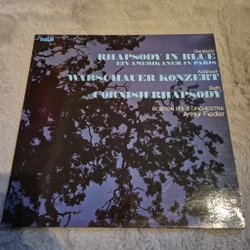 RCA
Gershwin
RHAPSODY IN BLUE
EIN AMERIKANER IN PARIS
Addinsell
WARSCHAUER KONZERT
Bath
CORNISH RHAPSODY
BOSTON POPS ORCHESTRA
Arthur Fiedler